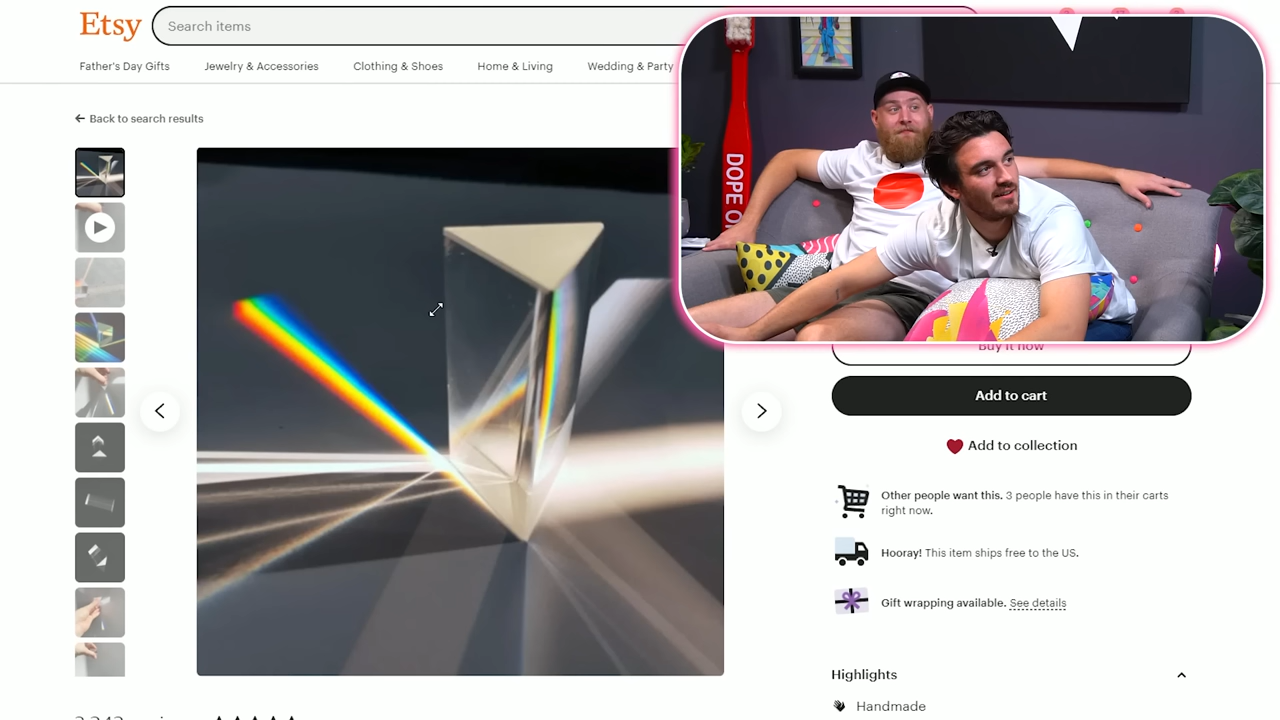 Etsy
Search items
Father's Day Gifts
Jewelry & Accessories
Clothing & Shoes
Home & Living
Wedding & Party
Back to search results
DOPE O
Buy it now
Add to cart
Add to collection
Other people want this. 3 people have this in their carts
right now.
Hooray! This item ships free to the US.
Gift wrapping available. See details
Highlights
Handmade